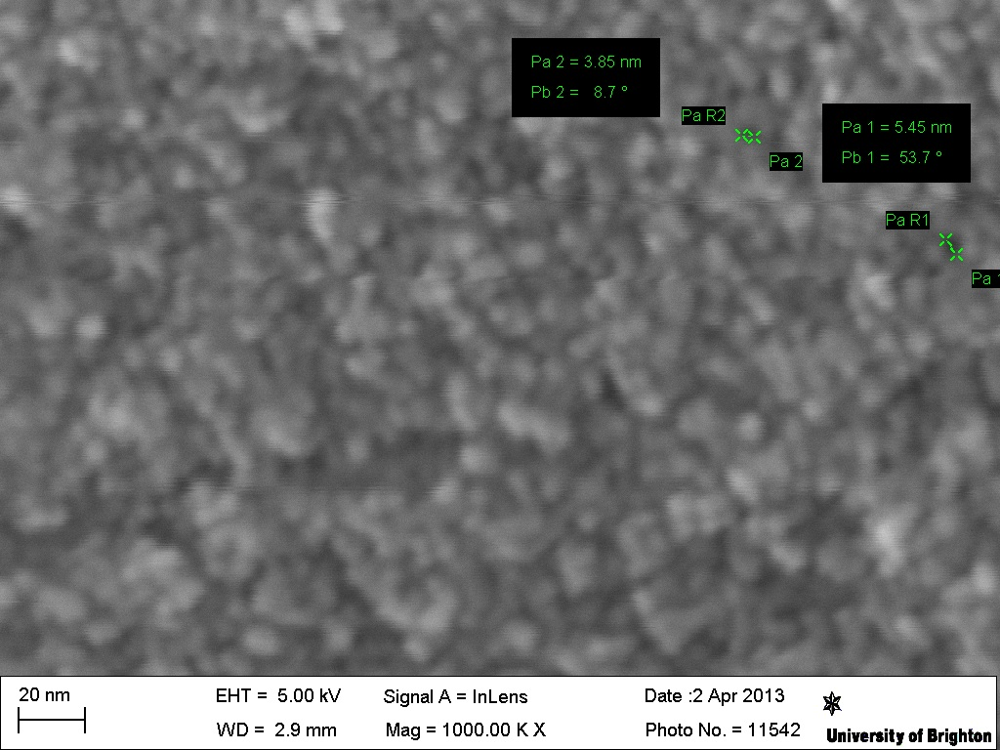 Pa 2 = 3.85 nm
Pb 2 = 8.7 º
Pa R2
Pa 2
Pa 1 = 5.45 nm
Pb 1 = 53.7 º
Pa R1
Pa 1
20 nm
EHT = 5.00 kV
Signal A = InLens
Date :2 Apr 2013
WD = 2.9 mm
Mag = 1000.00 K X
Photo No. = 11542
University of Brighton